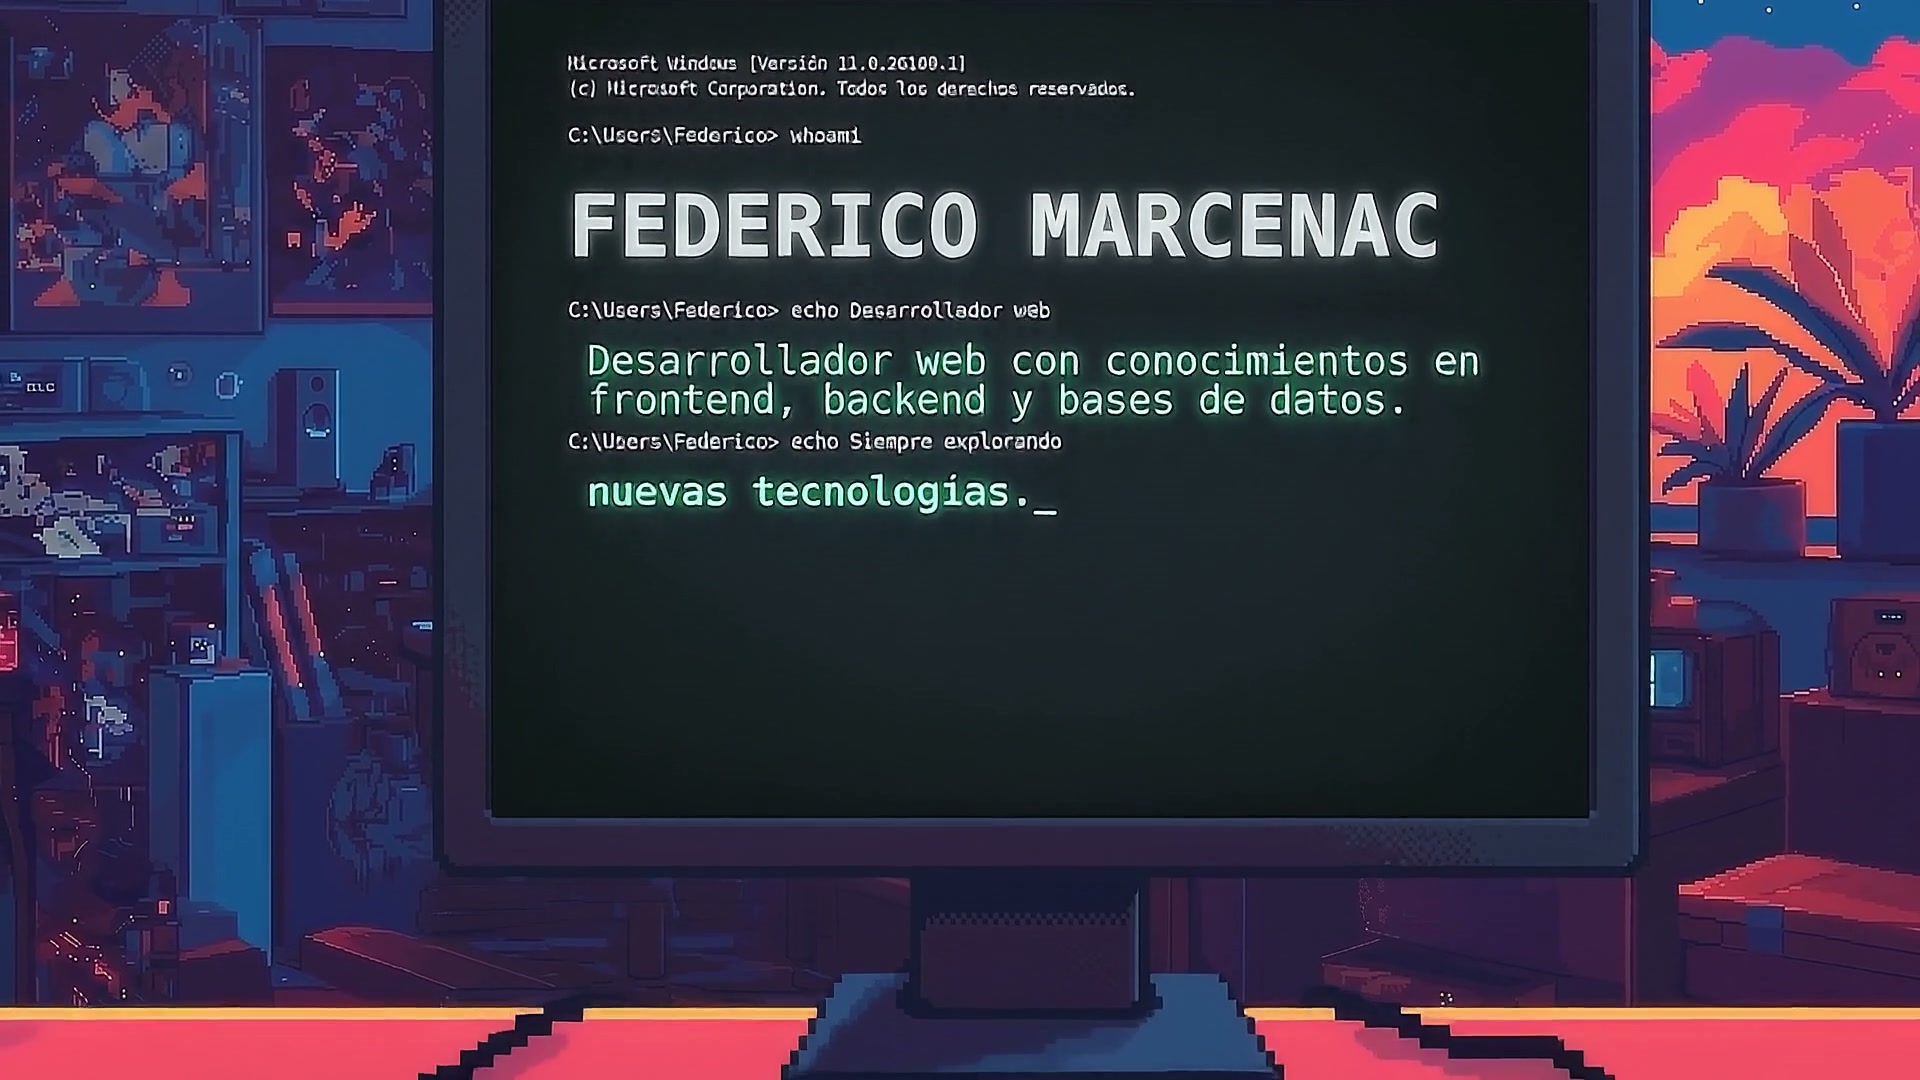 Microsoft Windows [Versión 11.0.26100.1]
(c) Microsoft Corporation. Todos los derechos reservados.
C:\Users\Federico> whoami
FEDERICO MARCENAC
C:\Users\Federico> echo Desarrollador web
Desarrollador web con conocimientos en
frontend, backend y bases de datos.
C:\Users\Federico> echo Siempre explorando
nuevas tecnologías._